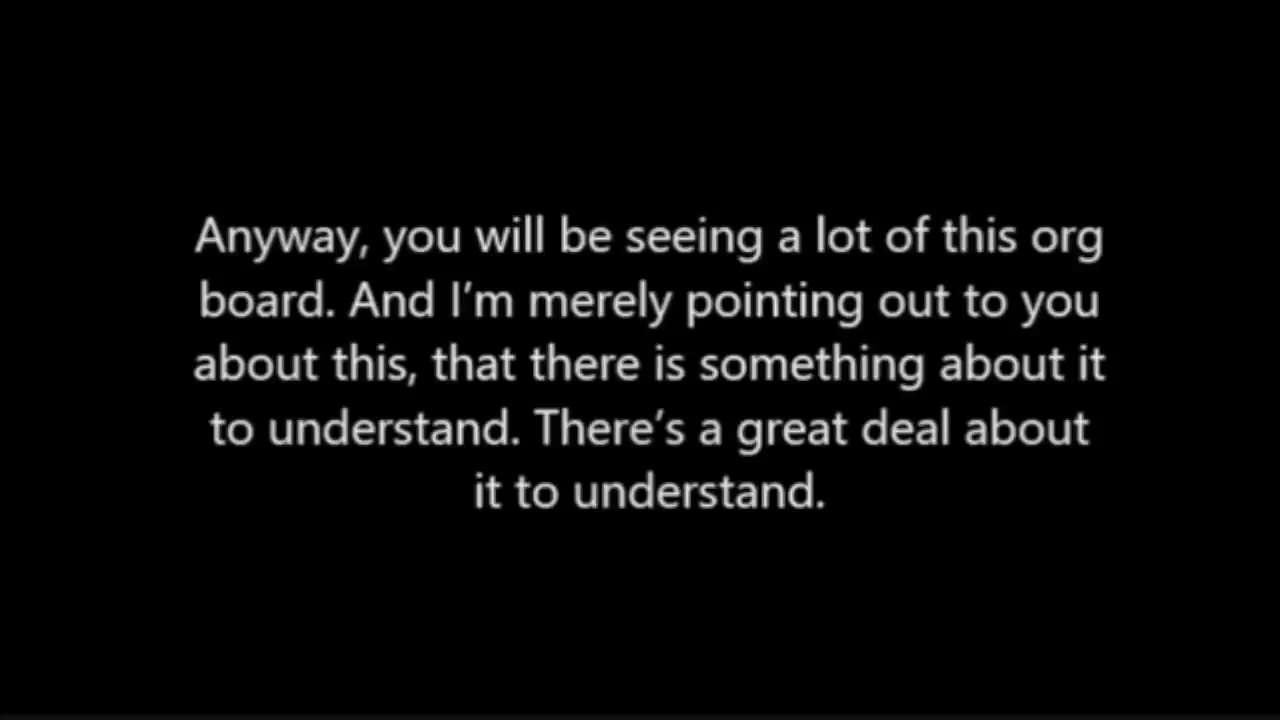 Anyway, you will be seeing a lot of this org
board. And I’m merely pointing out to you
about this, that there is something about it
to understand. There’s a great deal about
it to understand.